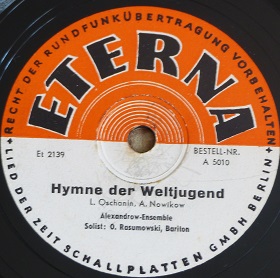 RECHT DER RUNDFUNKÜBERTRAGUNG VORBEHALTEN
ETERNA
Et 2139
BESTELL-NR.
A 5010
Hymne der Weltjugend
L. Oschanin, A. Nowikow
Alexandrow-Ensemble
Solist: O. Rasumowski, Bariton
LIED DER ZEIT SCHALLPLATTEN GMBH BERLIN